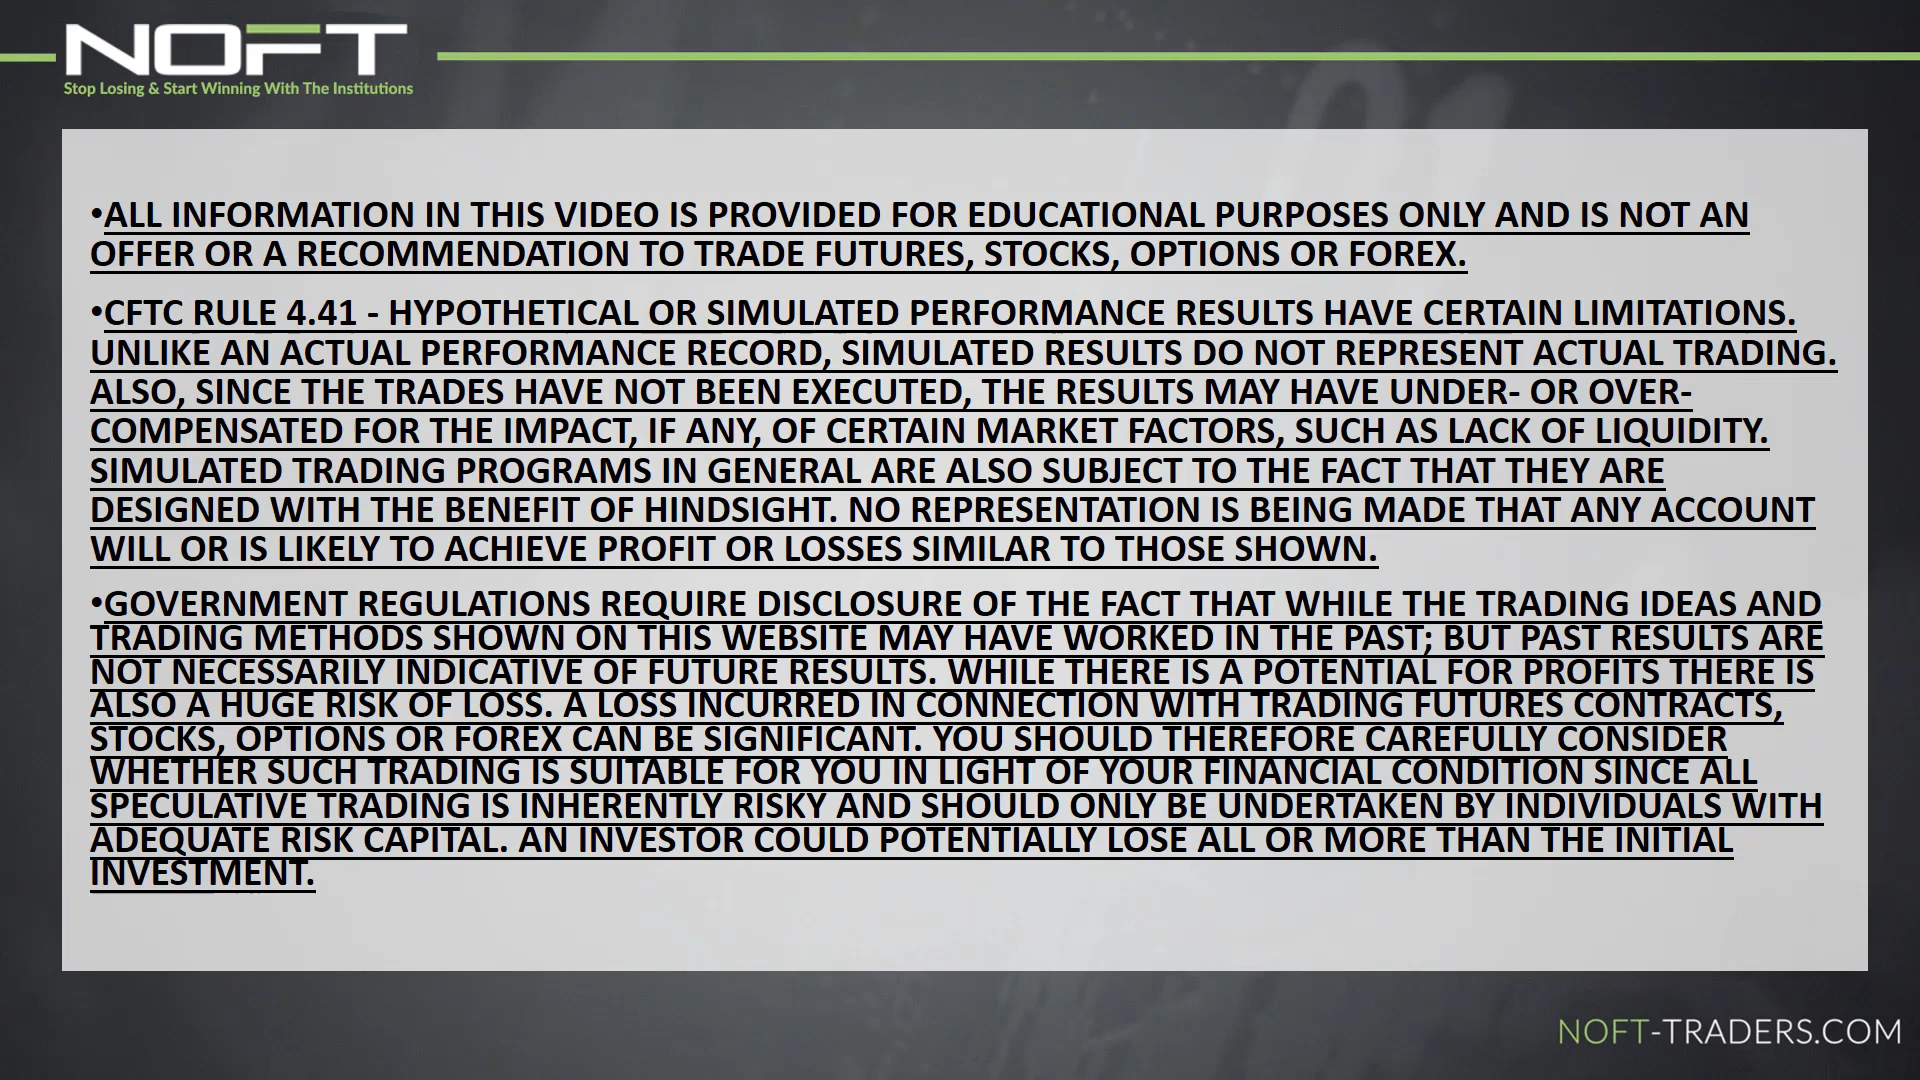 NOFT
Stop Losing & Start Winning With The Institutions
•ALL INFORMATION IN THIS VIDEO IS PROVIDED FOR EDUCATIONAL PURPOSES ONLY AND IS NOT AN
OFFER OR A RECOMMENDATION TO TRADE FUTURES, STOCKS, OPTIONS OR FOREX.
•CFTC RULE 4.41 - HYPOTHETICAL OR SIMULATED PERFORMANCE RESULTS HAVE CERTAIN LIMITATIONS.
UNLIKE AN ACTUAL PERFORMANCE RECORD, SIMULATED RESULTS DO NOT REPRESENT ACTUAL TRADING.
ALSO, SINCE THE TRADES HAVE NOT BEEN EXECUTED, THE RESULTS MAY HAVE UNDER- OR OVER-
COMPENSATED FOR THE IMPACT, IF ANY, OF CERTAIN MARKET FACTORS, SUCH AS LACK OF LIQUIDITY.
SIMULATED TRADING PROGRAMS IN GENERAL ARE ALSO SUBJECT TO THE FACT THAT THEY ARE
DESIGNED WITH THE BENEFIT OF HINDSIGHT. NO REPRESENTATION IS BEING MADE THAT ANY ACCOUNT
WILL OR IS LIKELY TO ACHIEVE PROFIT OR LOSSES SIMILAR TO THOSE SHOWN.
•GOVERNMENT REGULATIONS REQUIRE DISCLOSURE OF THE FACT THAT WHILE THE TRADING IDEAS AND
TRADING METHODS SHOWN ON THIS WEBSITE MAY HAVE WORKED IN THE PAST; BUT PAST RESULTS ARE
NOT NECESSARILY INDICATIVE OF FUTURE RESULTS. WHILE THERE IS A POTENTIAL FOR PROFITS THERE IS
ALSO A HUGE RISK OF LOSS. A LOSS INCURRED IN CONNECTION WITH TRADING FUTURES CONTRACTS,
STOCKS, OPTIONS OR FOREX CAN BE SIGNIFICANT. YOU SHOULD THEREFORE CAREFULLY CONSIDER
WHETHER SUCH TRADING IS SUITABLE FOR YOU IN LIGHT OF YOUR FINANCIAL CONDITION SINCE ALL
SPECULATIVE TRADING IS INHERENTLY RISKY AND SHOULD ONLY BE UNDERTAKEN BY INDIVIDUALS WITH
ADEQUATE RISK CAPITAL. AN INVESTOR COULD POTENTIALLY LOSE ALL OR MORE THAN THE INITIAL
INVESTMENT.
NOFT-TRADERS.COM